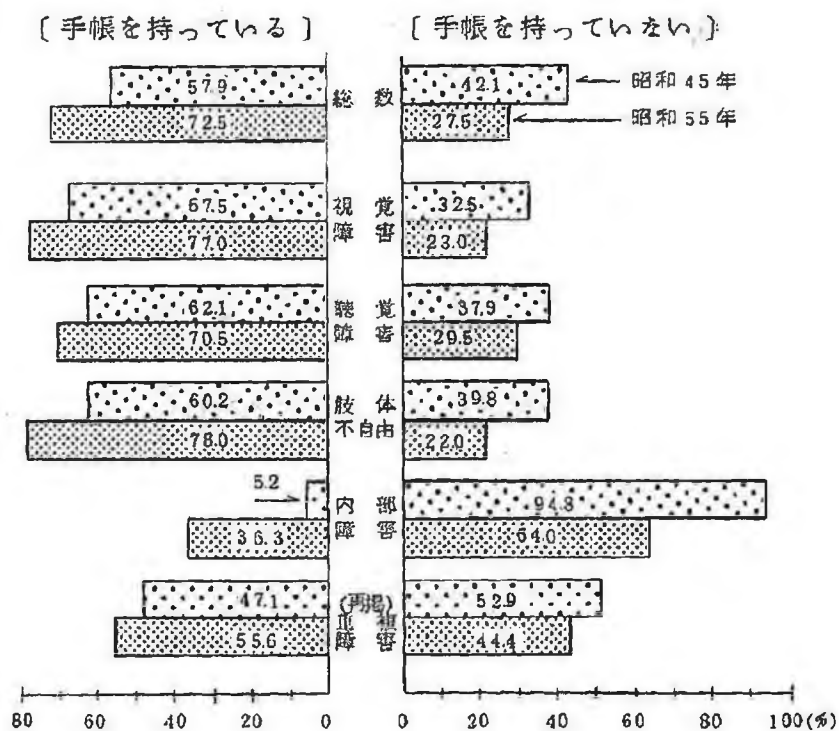 〔手帳を持っている〕
〔手帳を持っていない〕
57.9
総数
42.1
昭和45年
72.5
27.5
昭和55年
67.5
視覚
32.5
77.0
障害
23.0
62.1
聴覚
37.9
70.5
障害
29.5
60.2
肢体
39.8
78.0
不自由
22.0
5.2
内部
94.8
36.3
障害
64.0
47.1
(再掲)
52.9
重複
55.6
障害
44.4
80 60 40 20 0
0 20 40 60 80 100(%)